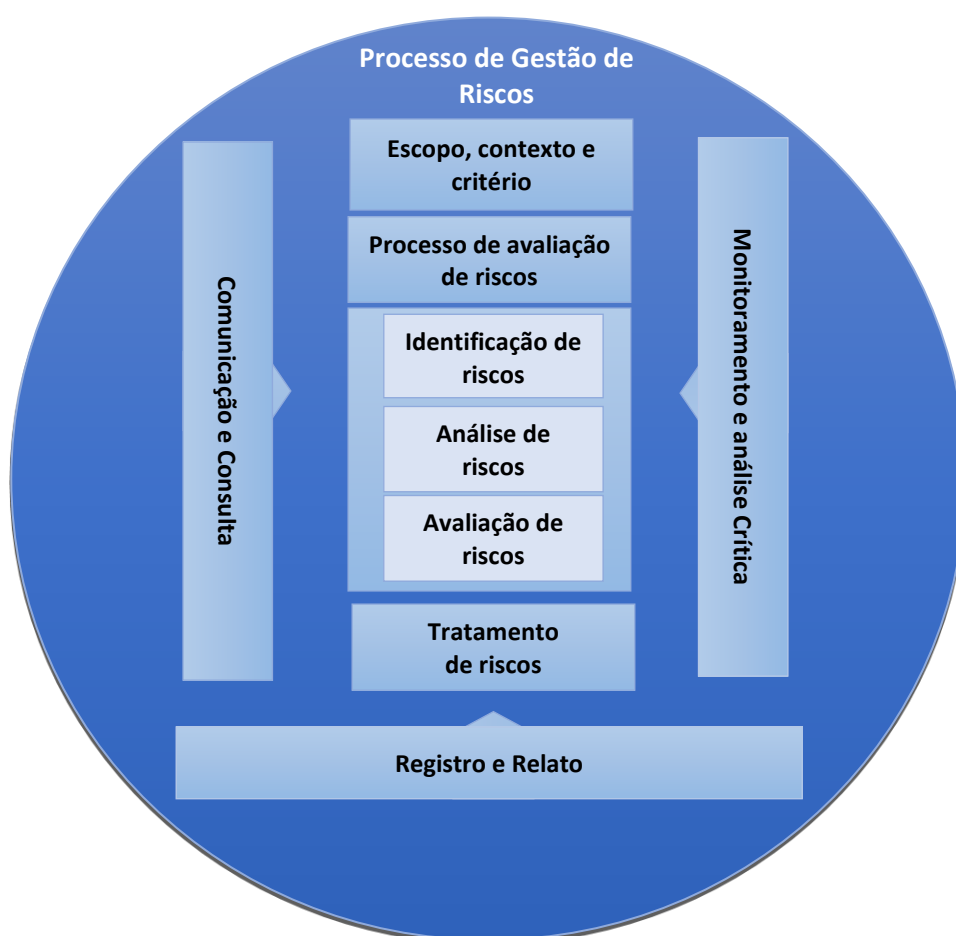 Processo de Gestão de
Riscos
Escopo, contexto e
critério
Processo de avaliação
de riscos
Comunicação e Consulta
Identificação de
riscos
Análise de
riscos
Avaliação de
riscos
Monitoramento e análise Crítica
Tratamento
de riscos
Registro e Relato